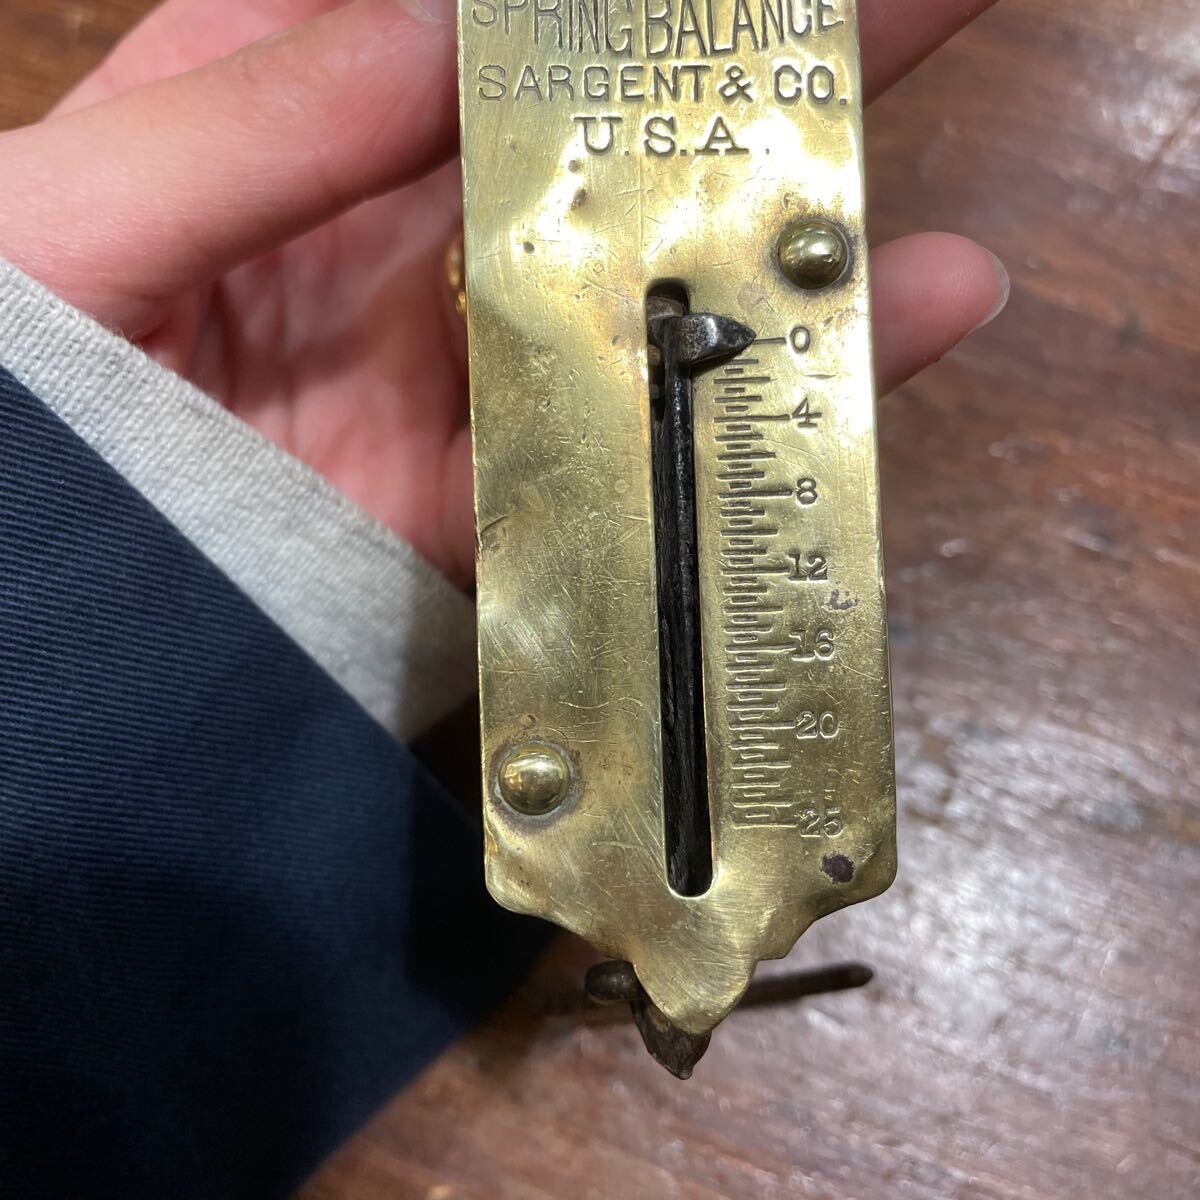 SPRING BALANCE
SARGENT & CO.
U.S.A.
0
4
8
12
16
20
25